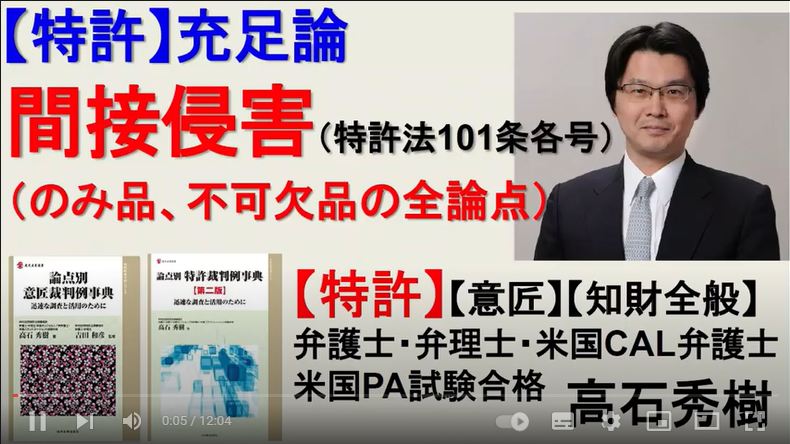 【特許】充足論
間接侵害(特許法101条各号)
(のみ品、不可欠品の全論点)
論点別
意匠裁判例事典
迅速な調査と活用のために
高石 秀樹 著
吉田 和彦 監修
論点別 特許裁判例事典
【第二版】
迅速な調査と活用のために
高石 秀樹 著
【特許】【意匠】【知財全般】
弁護士・弁理士・米国CAL弁護士
米国PA試験合格 高石秀樹
0:05 / 12:04